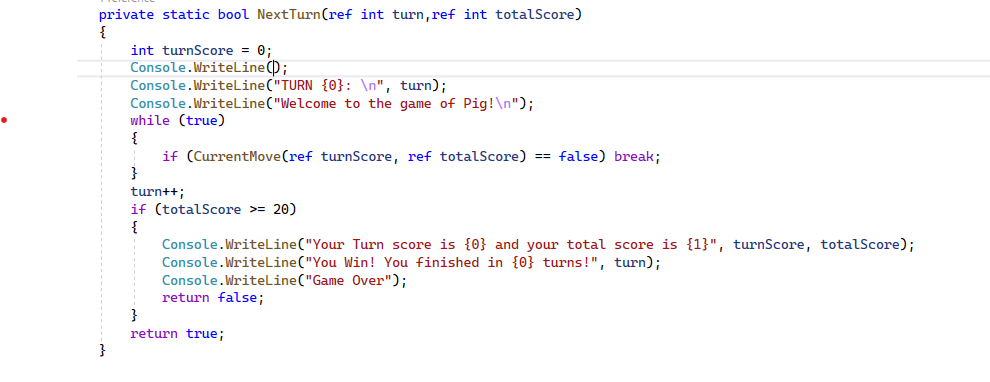 private static bool NextTurn(ref int turn,ref int totalScore)
{
int turnScore = 0;
Console.WriteLine();
Console.WriteLine("TURN {0}: \n", turn);
Console.WriteLine("Welcome to the game of Pig!\n");
while (true)
{
if (CurrentMove(ref turnScore, ref totalScore) == false) break;
}
turn++;
if (totalScore >= 20)
{
Console.WriteLine("Your Turn score is {0} and your total score is {1}", turnScore, totalScore);
Console.WriteLine("You Win! You finished in {0} turns!", turn);
Console.WriteLine("Game Over");
return false;
}
return true;
}